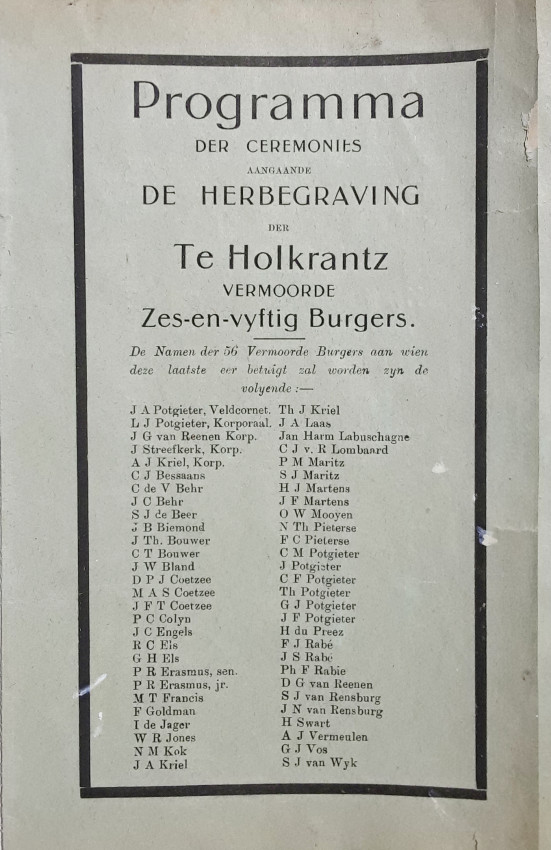 Programma
DER CEREMONIES
AANGAANDE
DE HERBEGRAVING
DER
Te Holkrantz
VERMOORDE
Zes-en-vyftig Burgers.
De Namen der 56 Vermoorde Burgers aan wien
deze laatste eer betuigt zal worden zyn de
volyende :—
J A Potgieter, Veldcornet.
L J Potgieter, Korporaal.
J G van Reenen Korp.
J Streefkerk, Korp.
A J Kriel, Korp.
C J Bessaans
C de V Behr
J C Behr
S J de Beer
J B Biemond
J Th. Bouwer
C T Bouwer
J W Bland
D P J Coetzee
M A S Coetzee
J F T Coetzee
P C Colyn
J C Engels
R C Els
G H Els
P R Erasmus, sen.
P R Erasmus, jr.
M T Francis
F Goldman
I de Jager
W R Jones
N M Kok
J A Kriel
Th J Kriel
J A Laas
Jan Harm Labuschagne
C J v. R Lombaard
P M Maritz
S J Maritz
H J Martens
J F Martens
O W Mooyen
N Th Pieterse
F C Pieterse
C M Potgieter
J Potgieter
C F Potgieter
Th Potgieter
G J Potgieter
J F Potgieter
H du Preez
F J Rabé
J S Rabé
Ph F Rabie
D G van Reenen
S J van Rensburg
J N van Rensburg
H Swart
A J Vermeulen
G J Vos
S J van Wyk